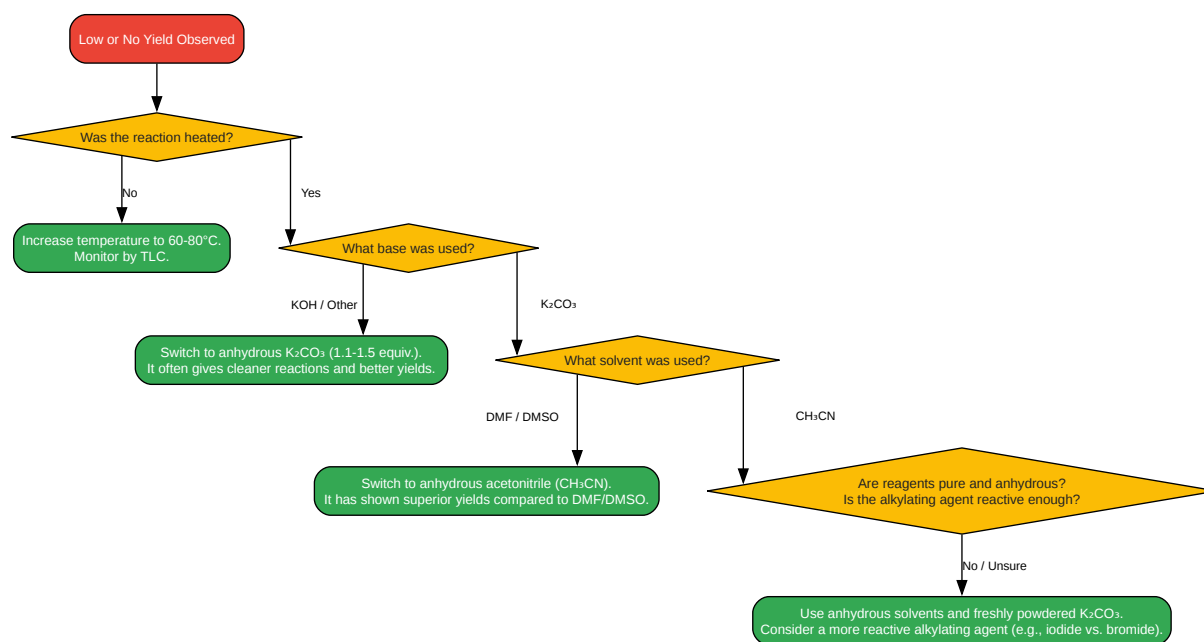 Low or No Yield Observed
Was the reaction heated?
No
Yes
Increase temperature to 60-80°C.
Monitor by TLC.
What base was used?
KOH / Other
K₂CO₃
Switch to anhydrous K₂CO₃ (1.1-1.5 equiv.).
It often gives cleaner reactions and better yields.
What solvent was used?
DMF / DMSO
CH₃CN
Switch to anhydrous acetonitrile (CH₃CN).
It has shown superior yields compared to DMF/DMSO.
Are reagents pure and anhydrous?
Is the alkylating agent reactive enough?
No / Unsure
Use anhydrous solvents and freshly powdered K₂CO₃.
Consider a more reactive alkylating agent (e.g., iodide vs. bromide).